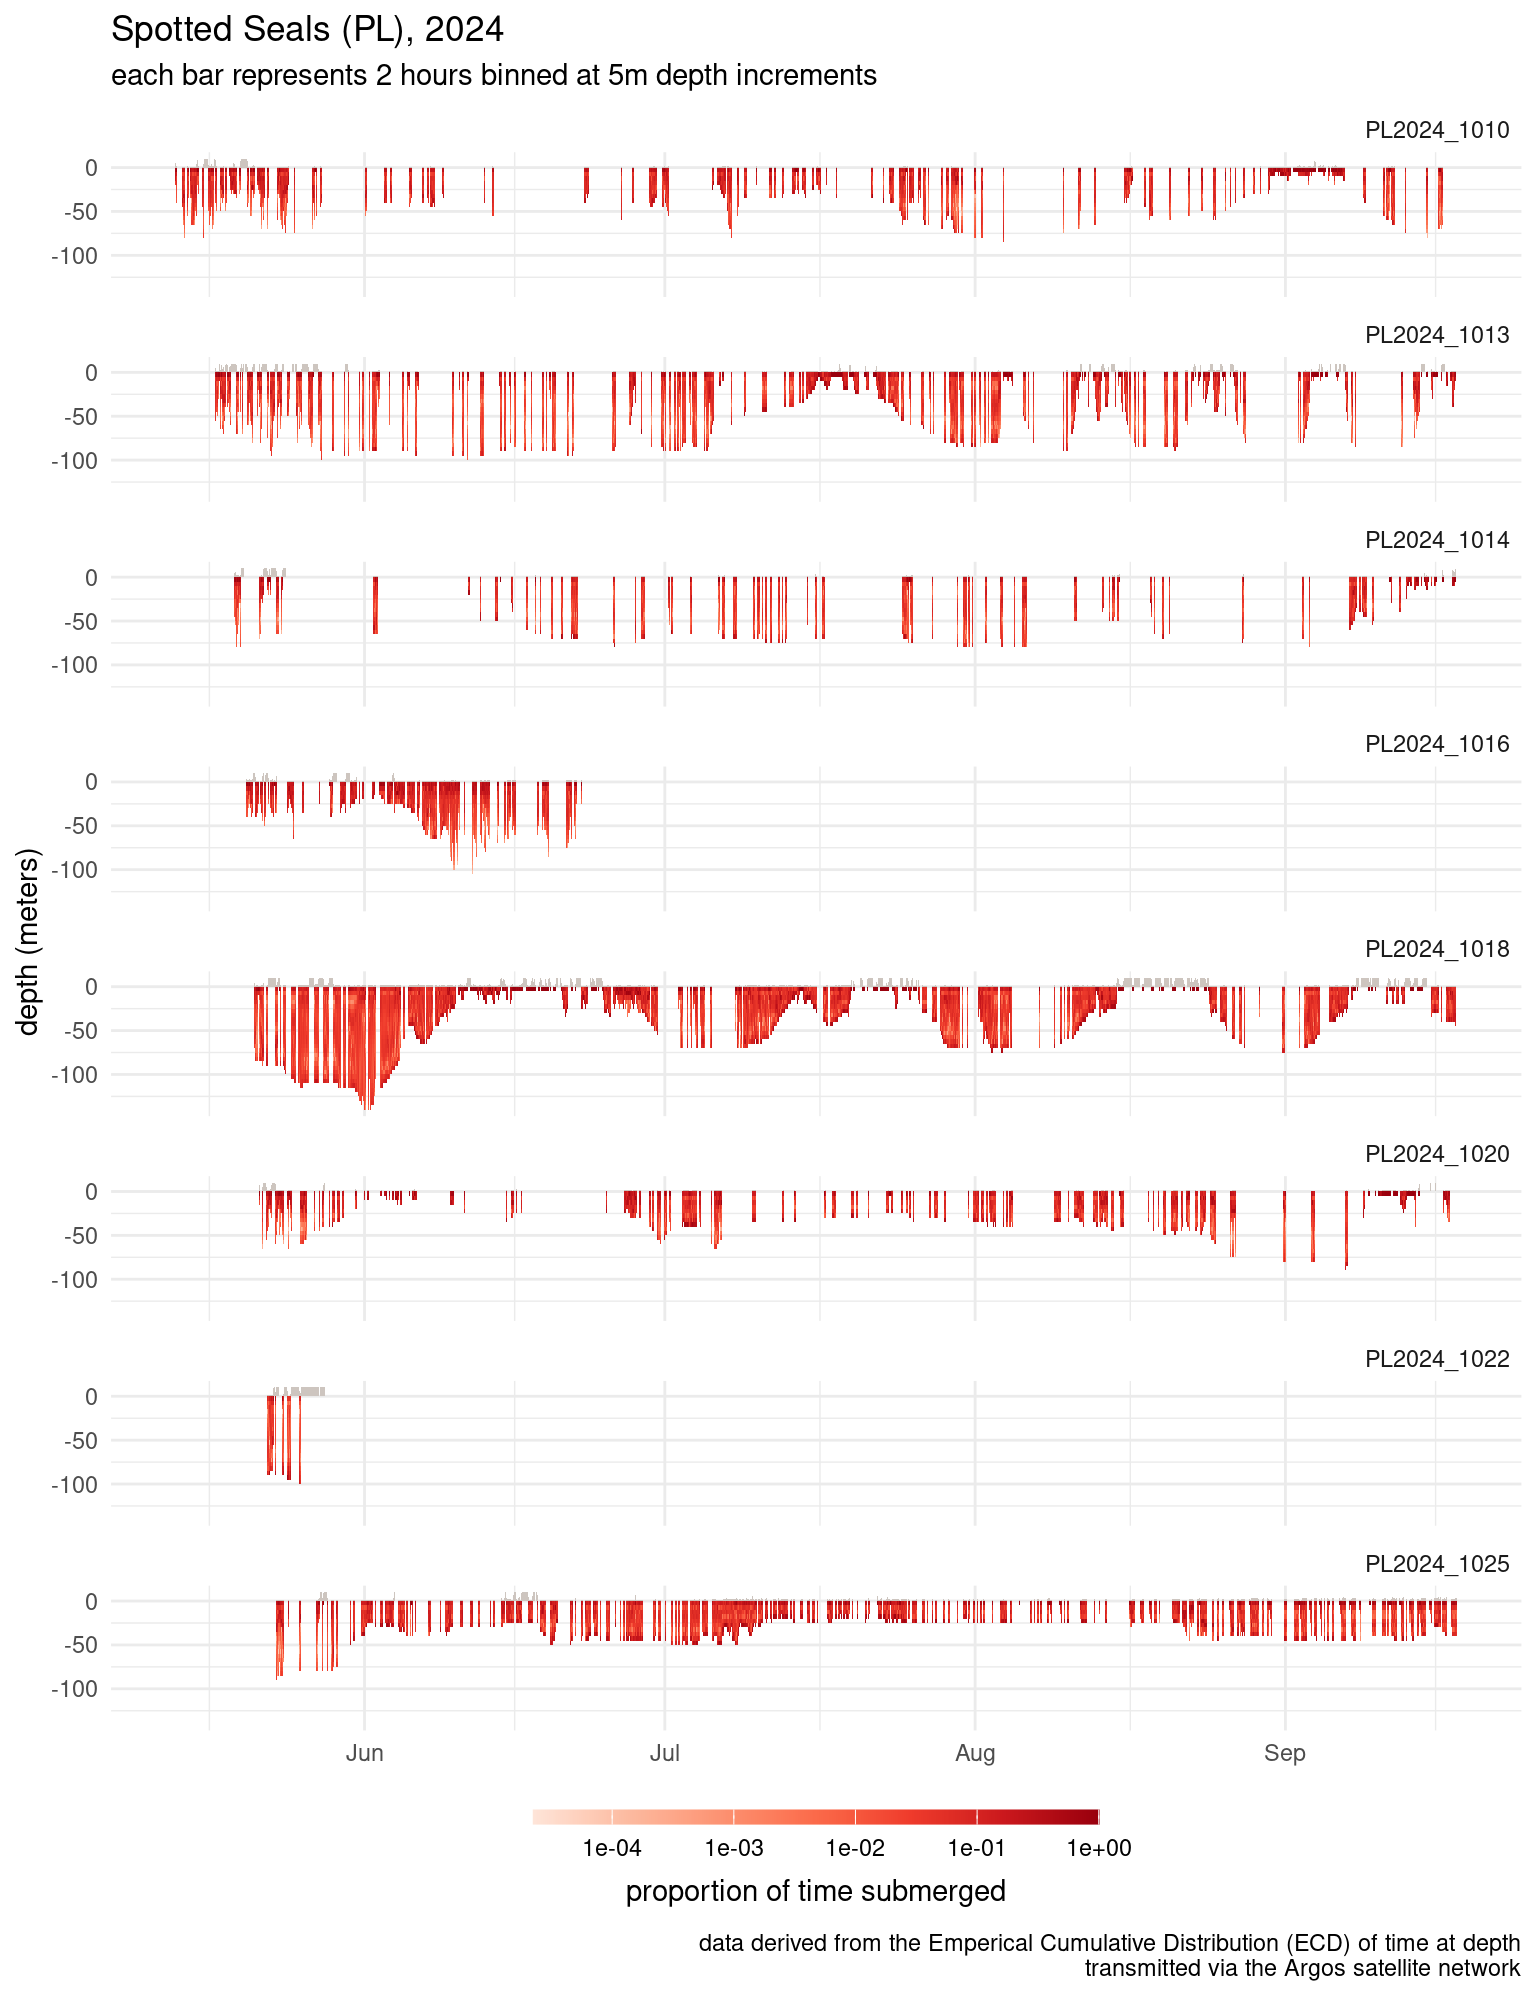 Spotted Seals (PL), 2024
each bar represents 2 hours binned at 5m depth increments
PL2024_1010
0
-50
-100
PL2024_1013
0
-50
-100
PL2024_1014
0
-50
-100
PL2024_1016
0
-50
-100
depth (meters)
PL2024_1018
0
-50
-100
PL2024_1020
0
-50
-100
PL2024_1022
0
-50
-100
PL2024_1025
0
-50
-100
Jun Jul Aug Sep
1e-04 1e-03 1e-02 1e-01 1e+00
proportion of time submerged
data derived from the Emperical Cumulative Distribution (ECD) of time at depth
transmitted via the Argos satellite network